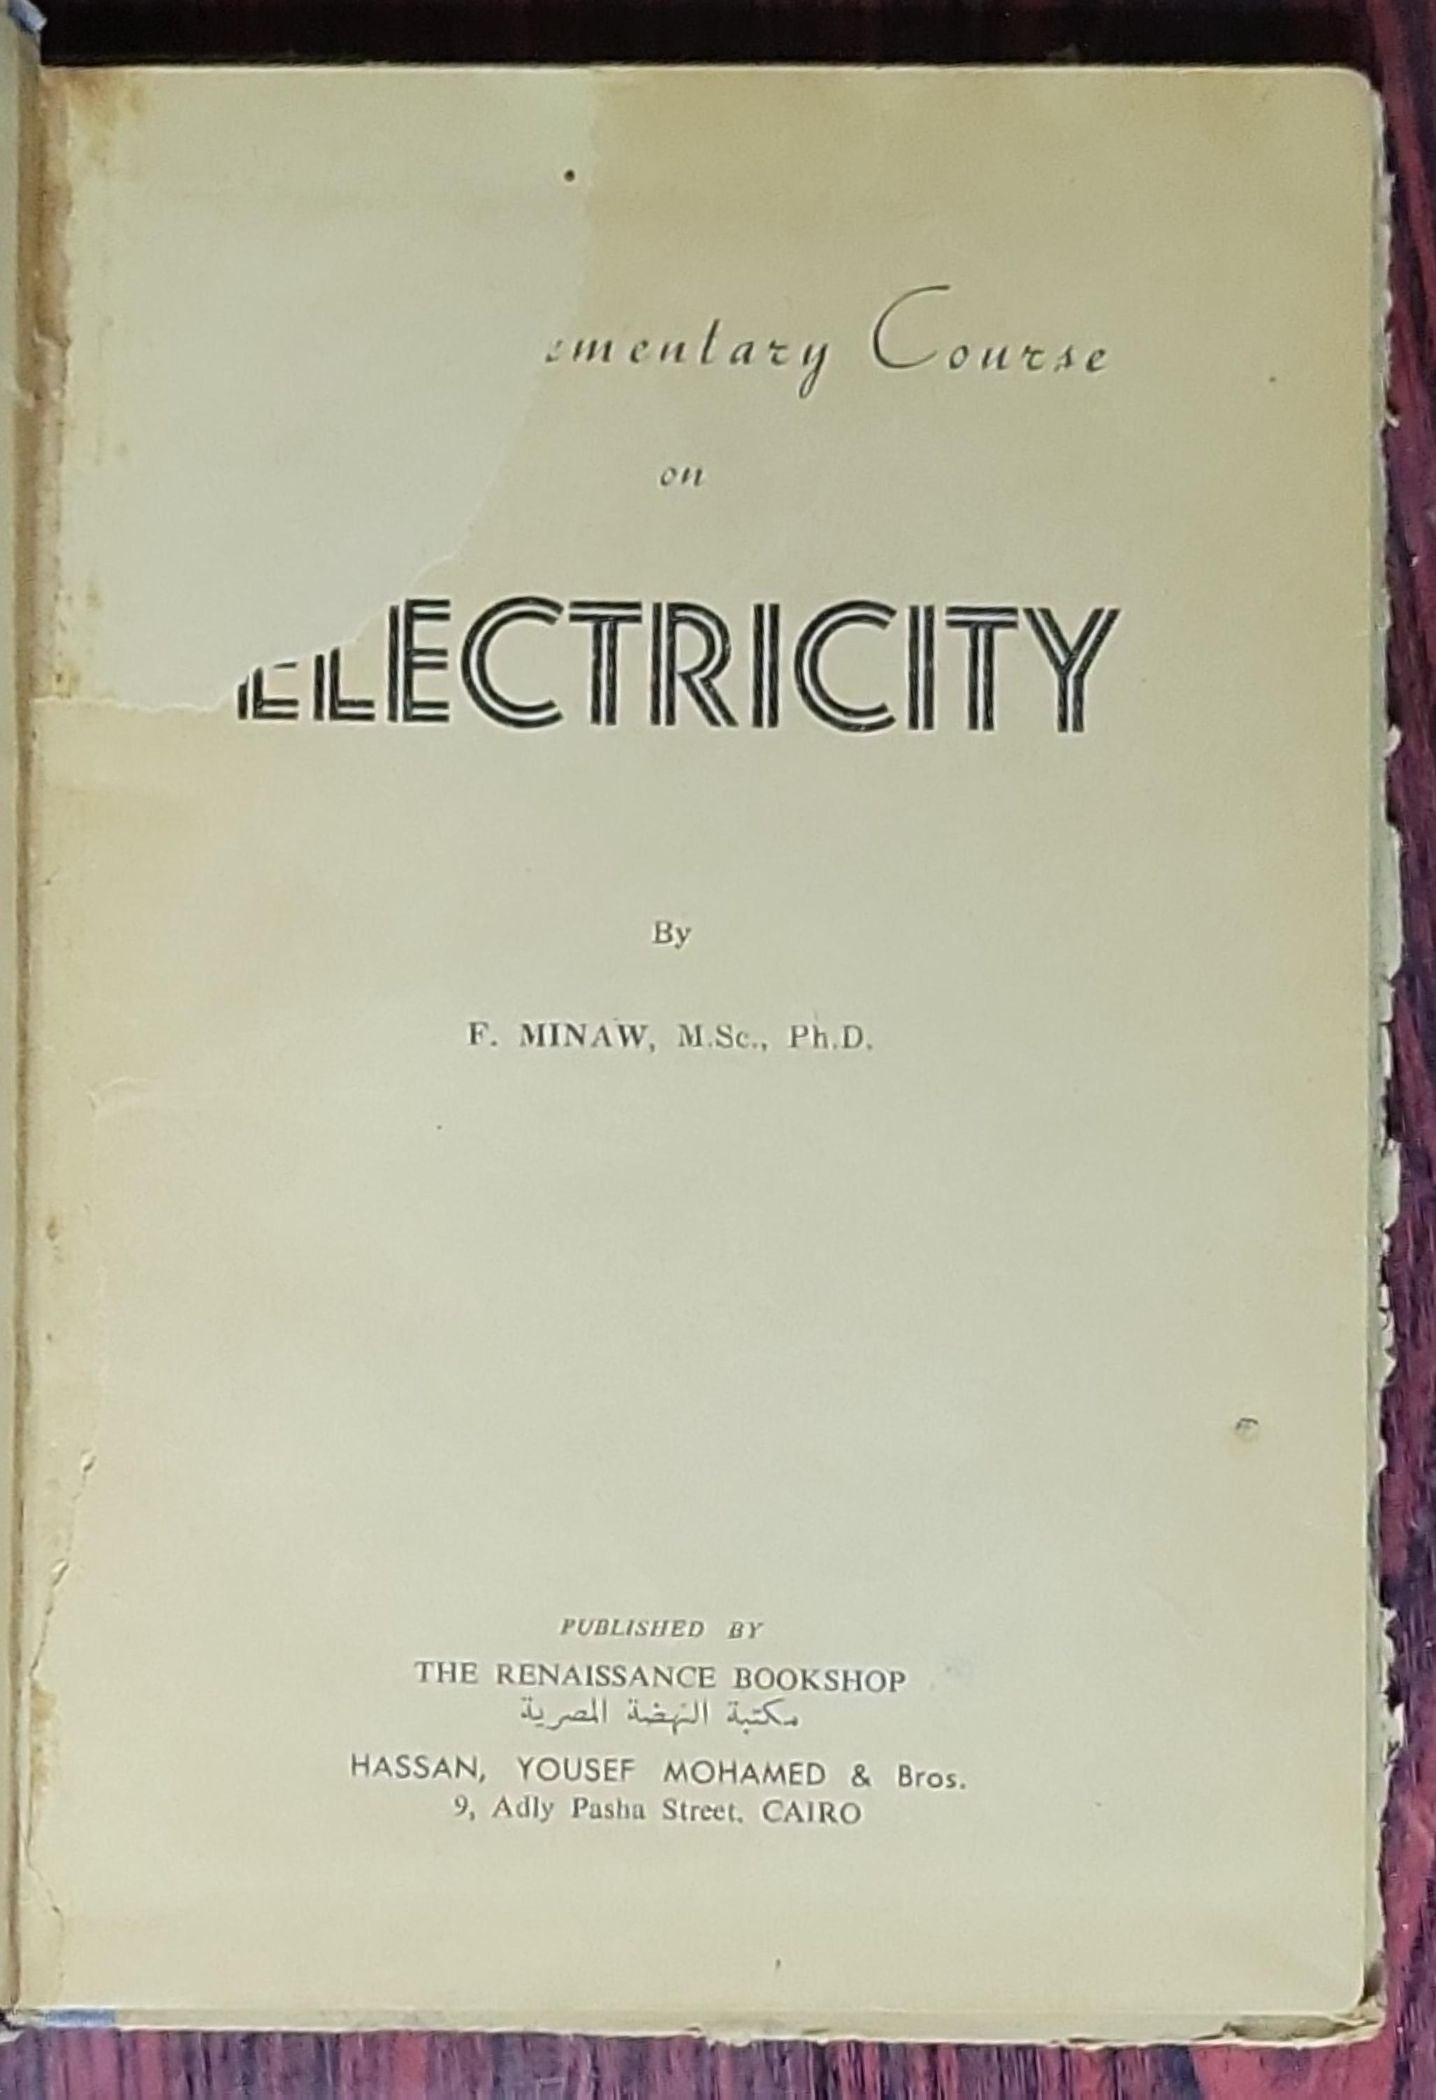 ementary Course
on
ELECTRICITY
By
F. MINAW, M.Sc., Ph.D.
PUBLISHED BY
THE RENAISSANCE BOOKSHOP
مكتبة النهضة المصرية
HASSAN, YOUSEF MOHAMED & Bros.
9, Adly Pasha Street. CAIRO